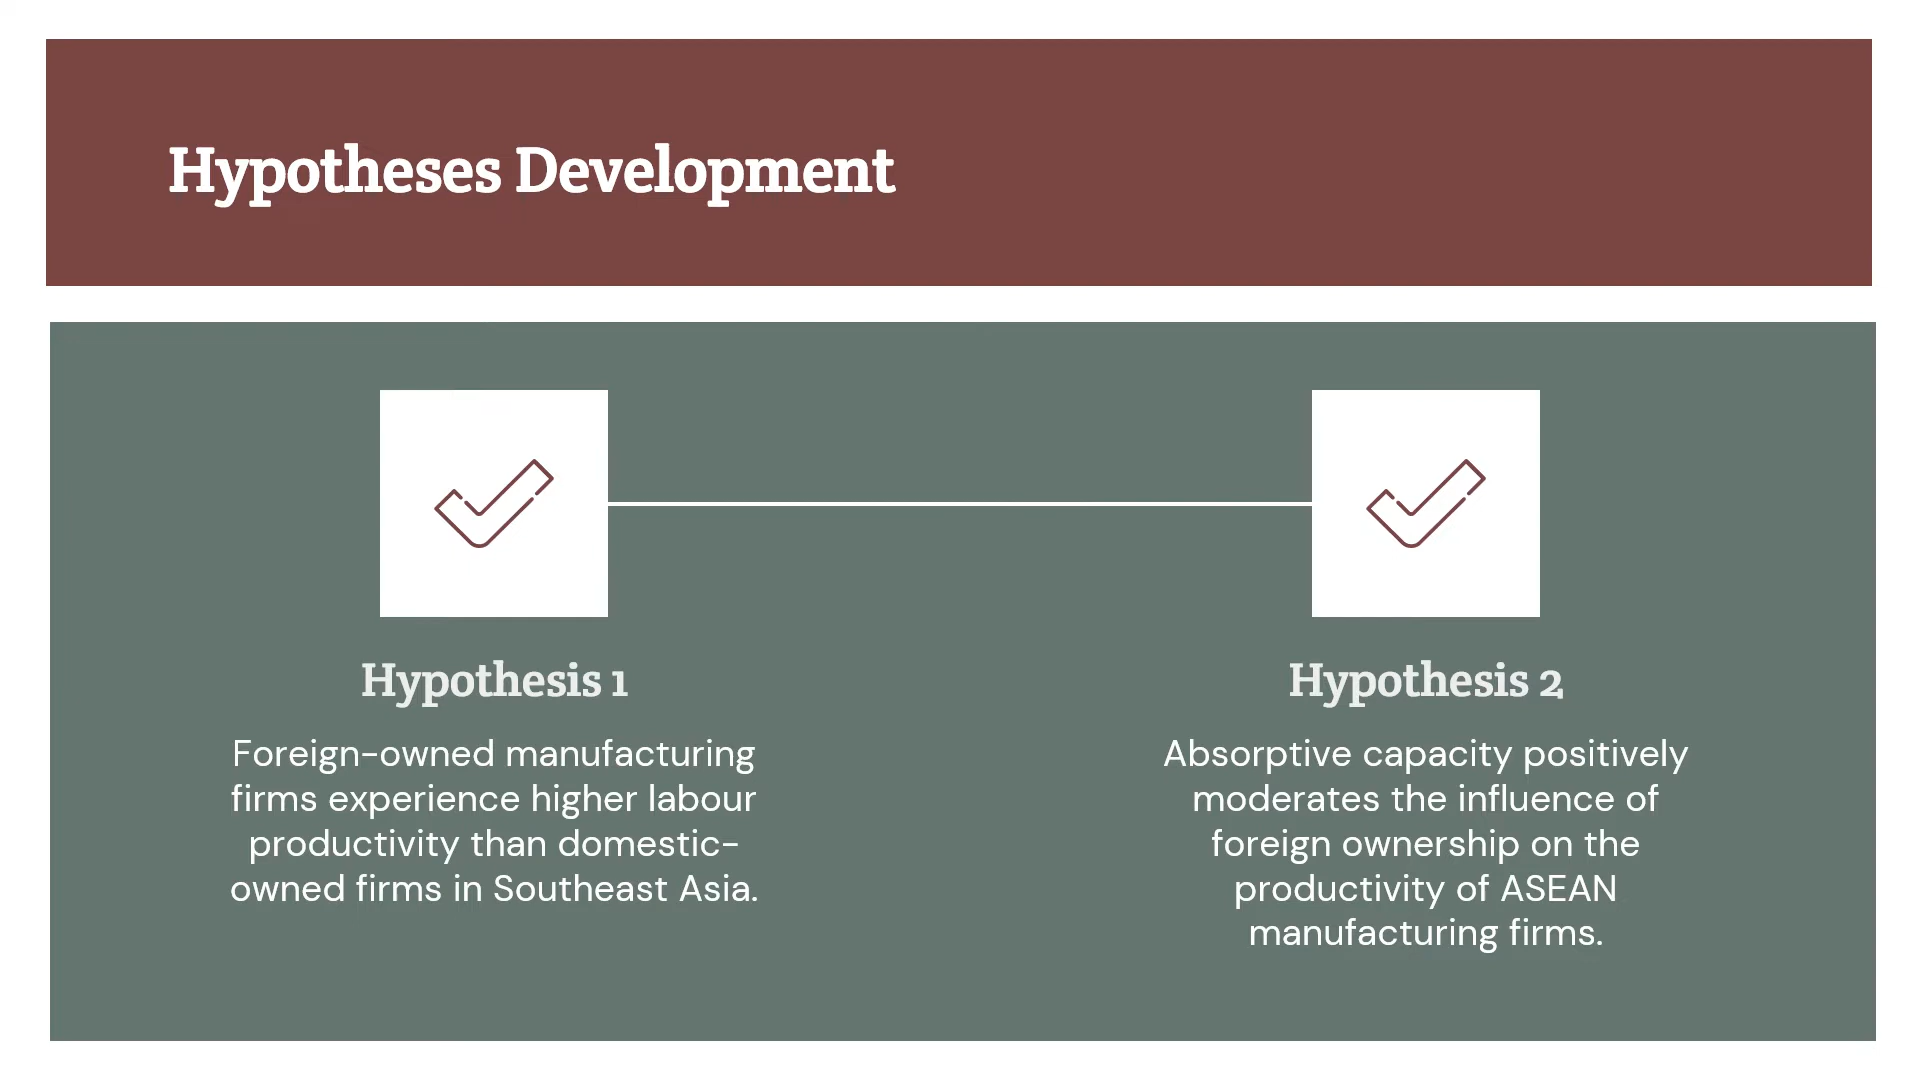 Hypotheses Development
Hypothesis 1
Foreign-owned manufacturing
firms experience higher labour
productivity than domestic-
owned firms in Southeast Asia.
Hypothesis 2
Absorptive capacity positively
moderates the influence of
foreign ownership on the
productivity of ASEAN
manufacturing firms.